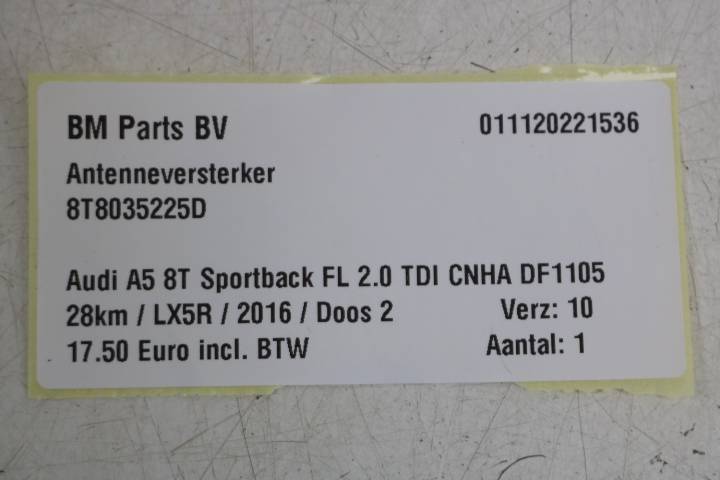 BM Parts BV 011120221536
Antenneversterker
8T8035225D
Audi A5 8T Sportback FL 2.0 TDI CNHA DF1105
28km / LX5R / 2016 / Doos 2 Verz: 10
17.50 Euro incl. BTW Aantal: 1